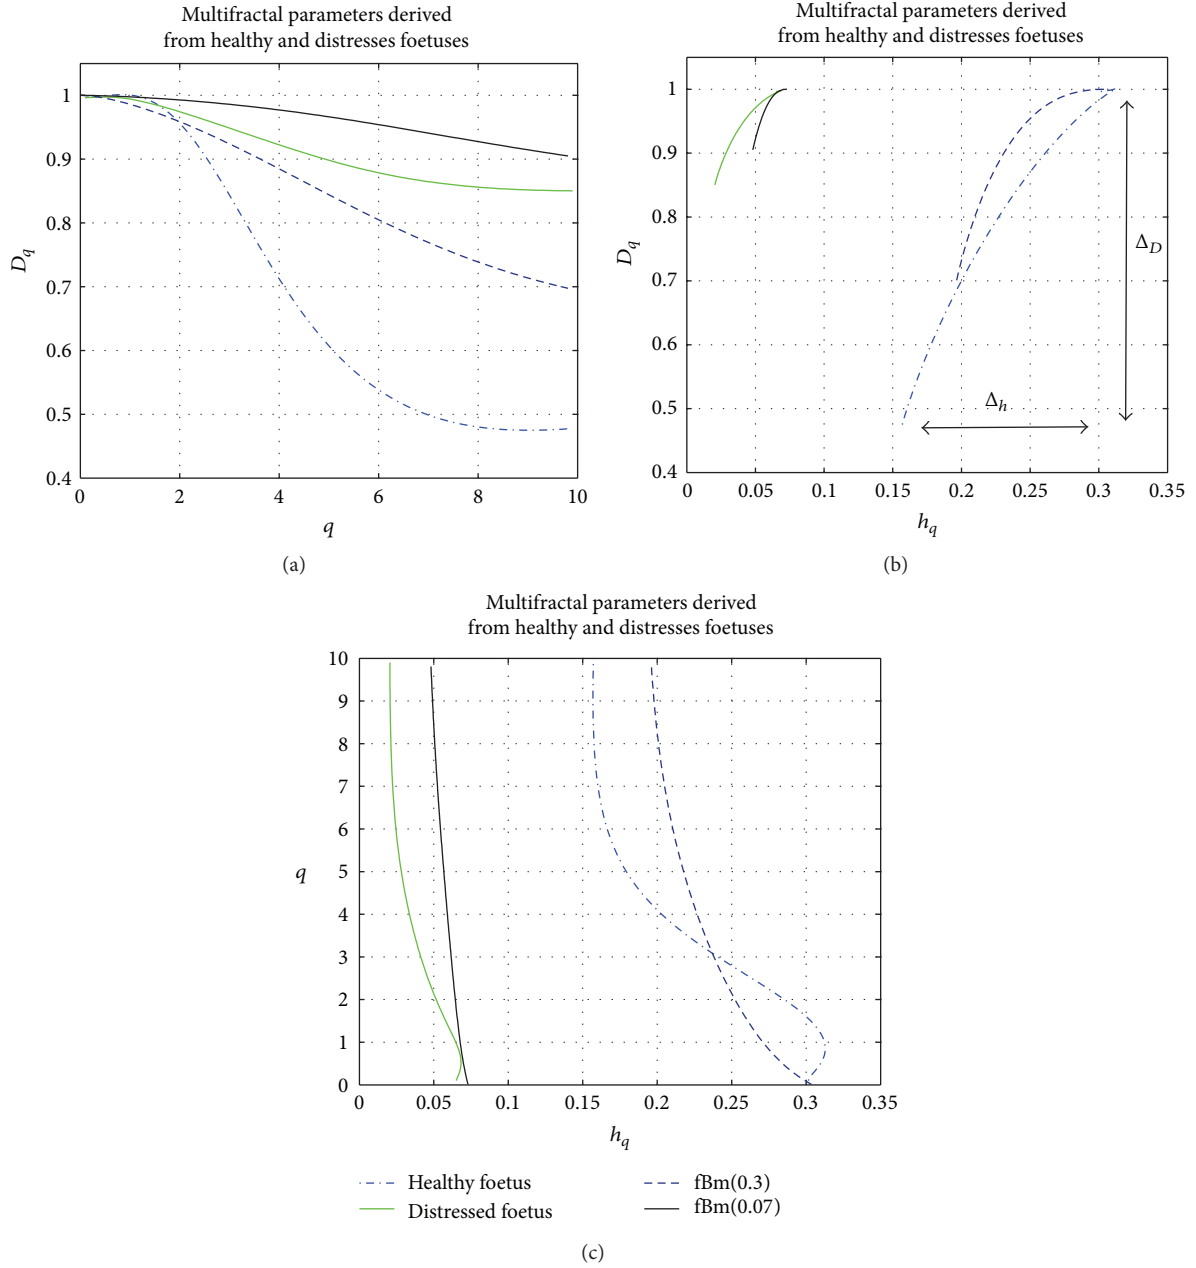 Multifractal parameters derived
from healthy and distresses foetuses
1
0.9
0.8
0.7
0.6
0.5
0.4
D_q
0 2 4 6 8 10
q
(a)
Multifractal parameters derived
from healthy and distresses foetuses
1
0.9
0.8
0.7
0.6
0.5
0.4
D_q
Δ_D
Δ_h
0 0.05 0.1 0.15 0.2 0.25 0.3 0.35
h_q
(b)
Multifractal parameters derived
from healthy and distresses foetuses
10
9
8
7
6
5
4
3
2
1
0
q
0 0.05 0.1 0.15 0.2 0.25 0.3 0.35
h_q
Healthy foetus
Distressed foetus
fBm(0.3)
fBm(0.07)
(c)